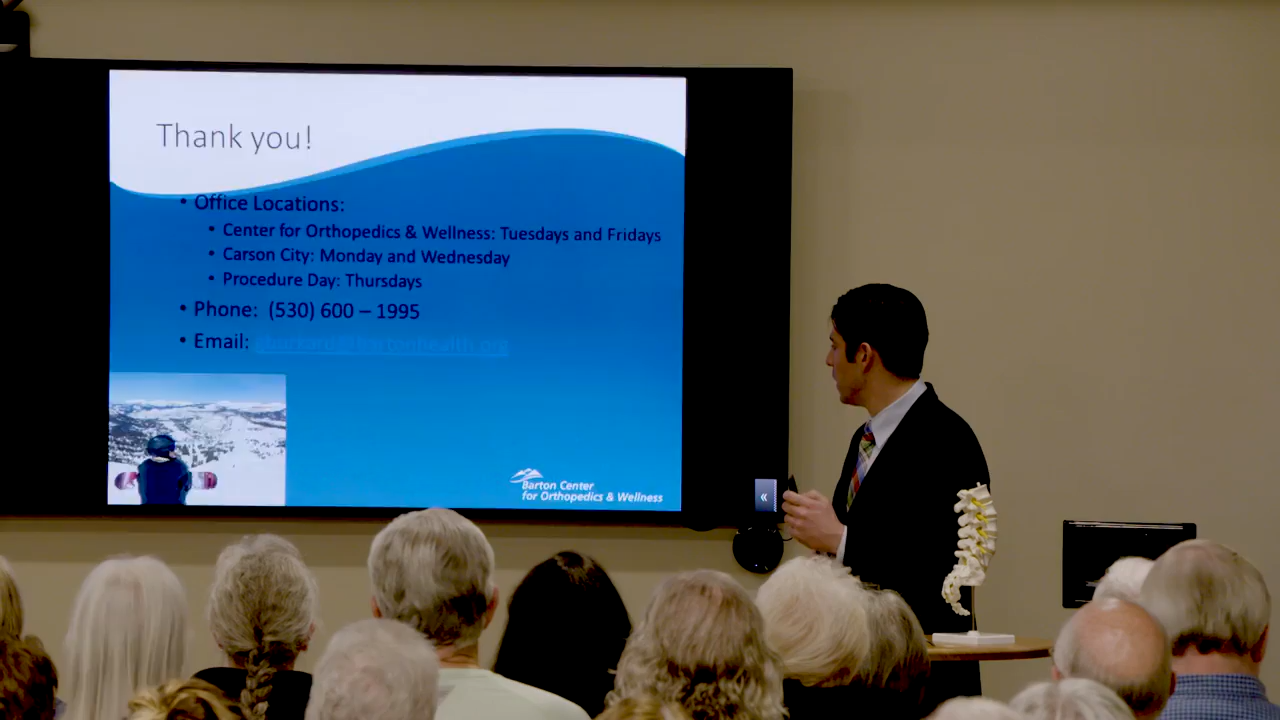 Thank you!
• Office Locations:
• Center for Orthopedics & Wellness: Tuesdays and Fridays
• Carson City: Monday and Wednesday
• Procedure Day: Thursdays
• Phone: (530) 600 – 1995
• Email:
«
Barton Center
for Orthopedics & Wellness